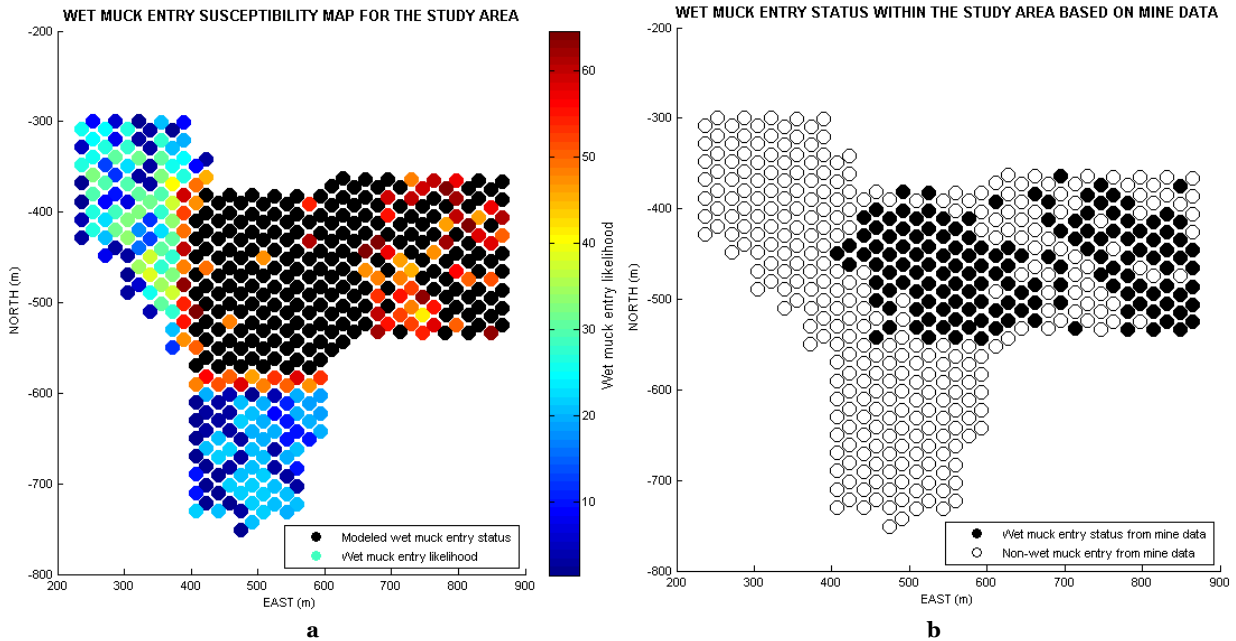 WET MUCK ENTRY SUSCEPTIBILITY MAP FOR THE STUDY AREA
-200
-300
-400
-500
-600
-700
-800
NORTH (m)
200 300 400 500 600 700 800 900
EAST (m)
Modeled wet muck entry status
Wet muck entry likelihood
60
50
40
30
20
10
Wet muck entry likelihood
a
WET MUCK ENTRY STATUS WITHIN THE STUDY AREA BASED ON MINE DATA
-200
-300
-400
-500
-600
-700
-800
NORTH (m)
200 300 400 500 600 700 800 900
EAST (m)
Wet muck entry status from mine data
Non-wet muck entry from mine data
b